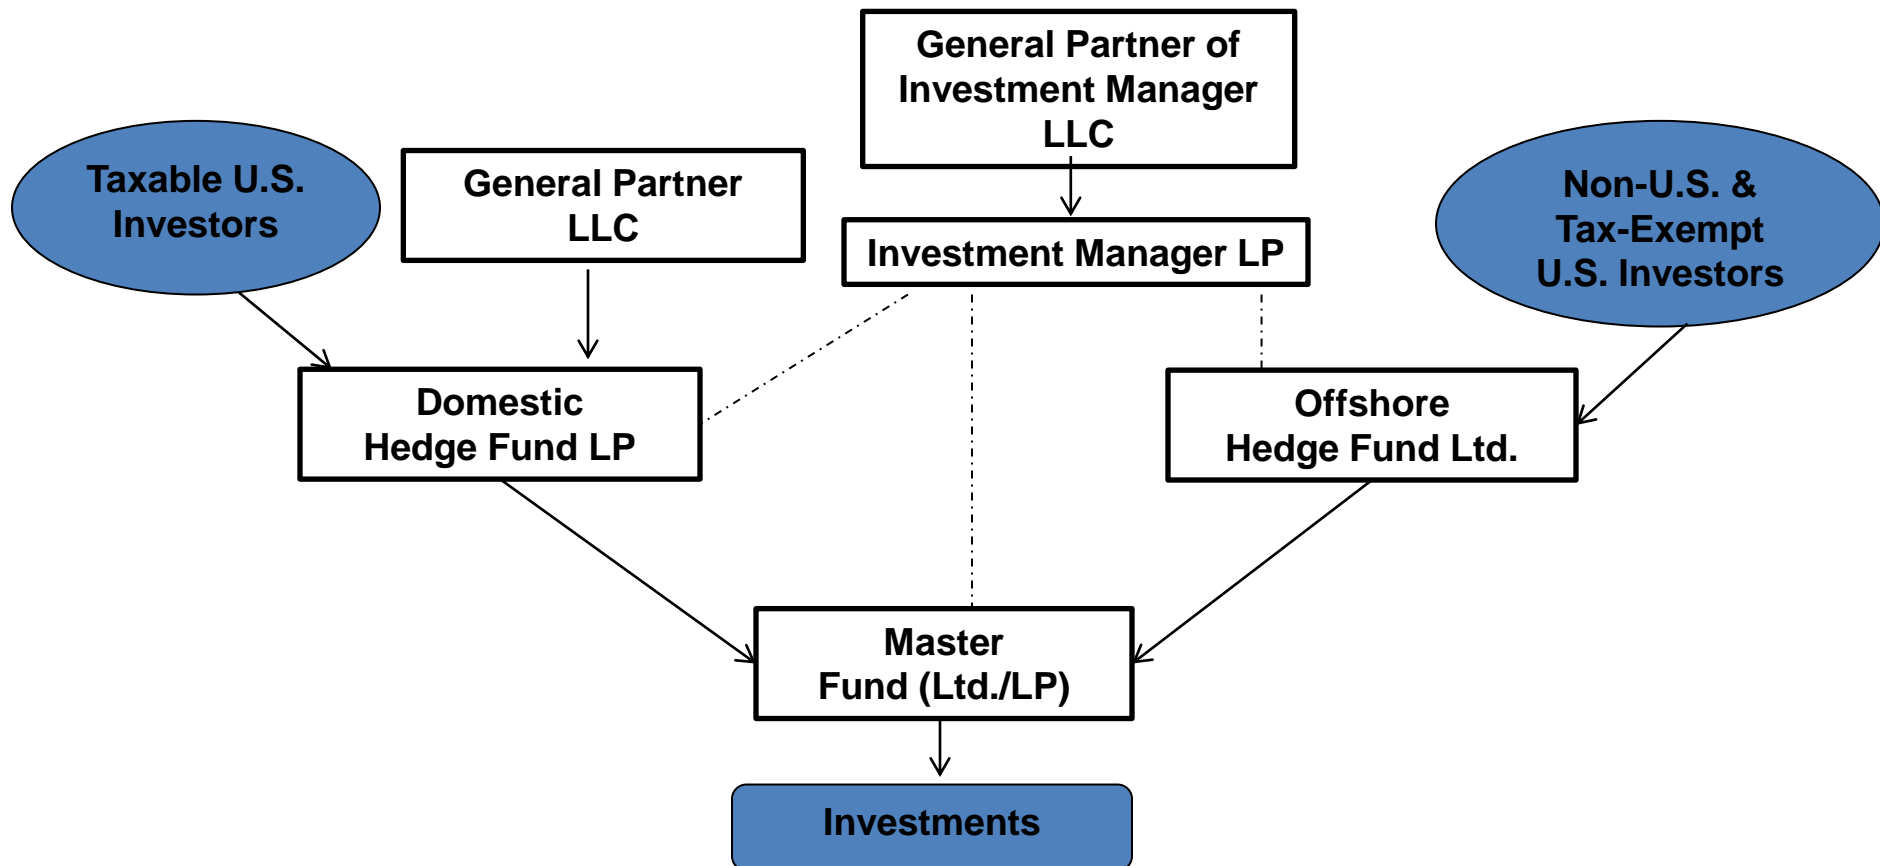 General Partner of
Investment Manager
LLC
Taxable U.S.
Investors
General Partner
LLC
Non-U.S. &
Tax-Exempt
U.S. Investors
Investment Manager LP
Domestic
Hedge Fund LP
Offshore
Hedge Fund Ltd.
Master
Fund (Ltd./LP)
Investments